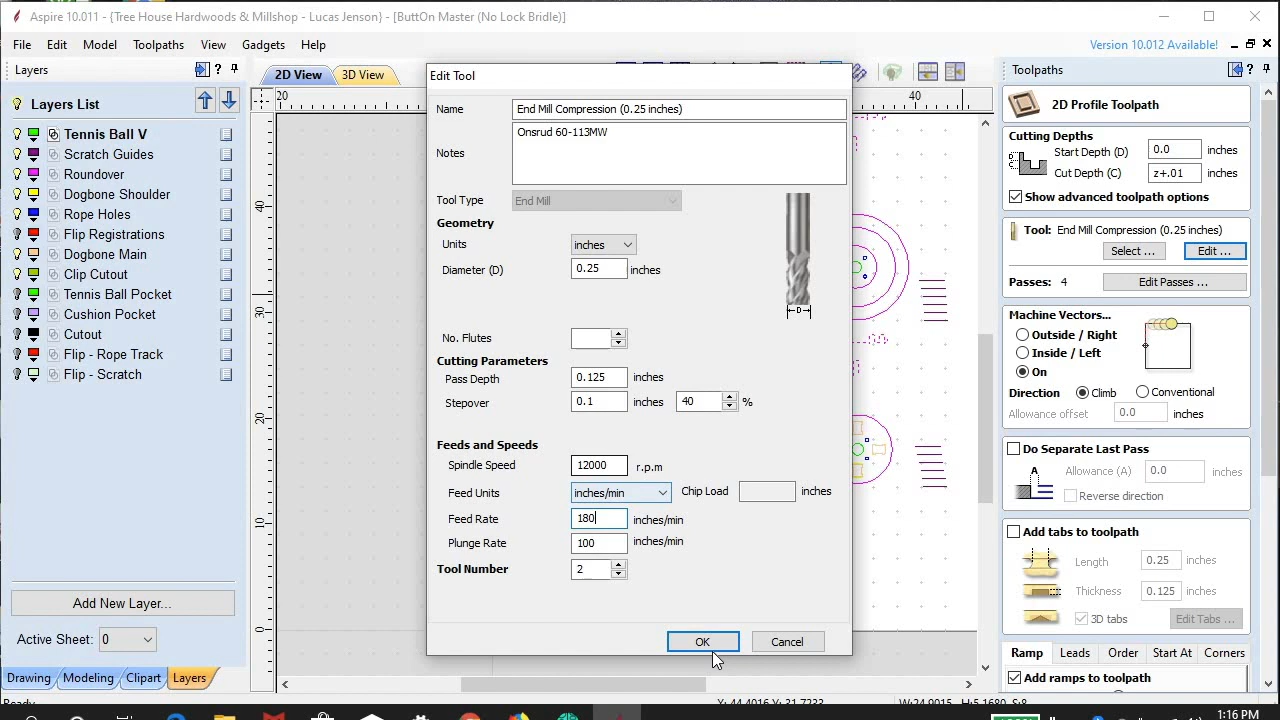 Aspire 10.011 - {Tree House Hardwoods & Millshop - Lucas Jenson} - [ButtOn Master (No Lock Bridle)]
File Edit Model Toolpaths View Gadgets Help
Version 10.012 Available!
Layers
Layers List
Tennis Ball V
Scratch Guides
Roundover
Dogbone Shoulder
Rope Holes
Flip Registrations
Dogbone Main
Clip Cutout
Tennis Ball Pocket
Cushion Pocket
Cutout
Flip - Rope Track
Flip - Scratch
Add New Layer...
Active Sheet: 0
Drawing Modeling Clipart Layers
2D View 3D View
20
40
40
30
20
10
0
Edit Tool
Name End Mill Compression (0.25 inches)
Notes Onsrud 60-113MW
Tool Type End Mill
Geometry
Units inches
Diameter (D) 0.25 inches
D
No. Flutes
Cutting Parameters
Pass Depth 0.125 inches
Stepover 0.1 inches 40 %
Feeds and Speeds
Spindle Speed 12000 r.p.m
Feed Units inches/min Chip Load inches
Feed Rate 180 inches/min
Plunge Rate 100 inches/min
Tool Number 2
OK Cancel
Toolpaths
2D Profile Toolpath
Cutting Depths
Start Depth (D) 0.0 inches
Cut Depth (C) z+.01 inches
Show advanced toolpath options
Tool: End Mill Compression (0.25 inches)
Select ... Edit ...
Passes: 4 Edit Passes ...
Machine Vectors...
Outside / Right
Inside / Left
On
Direction Climb Conventional
Allowance offset 0.0 inches
Do Separate Last Pass
A Allowance (A) 0.0 inches
Reverse direction
Add tabs to toolpath
Length 0.25 inches
Thickness 0.125 inches
3D tabs Edit Tabs ...
Ramp Leads Order Start At Corners
Add ramps to toolpath
Ready
1:16 PM